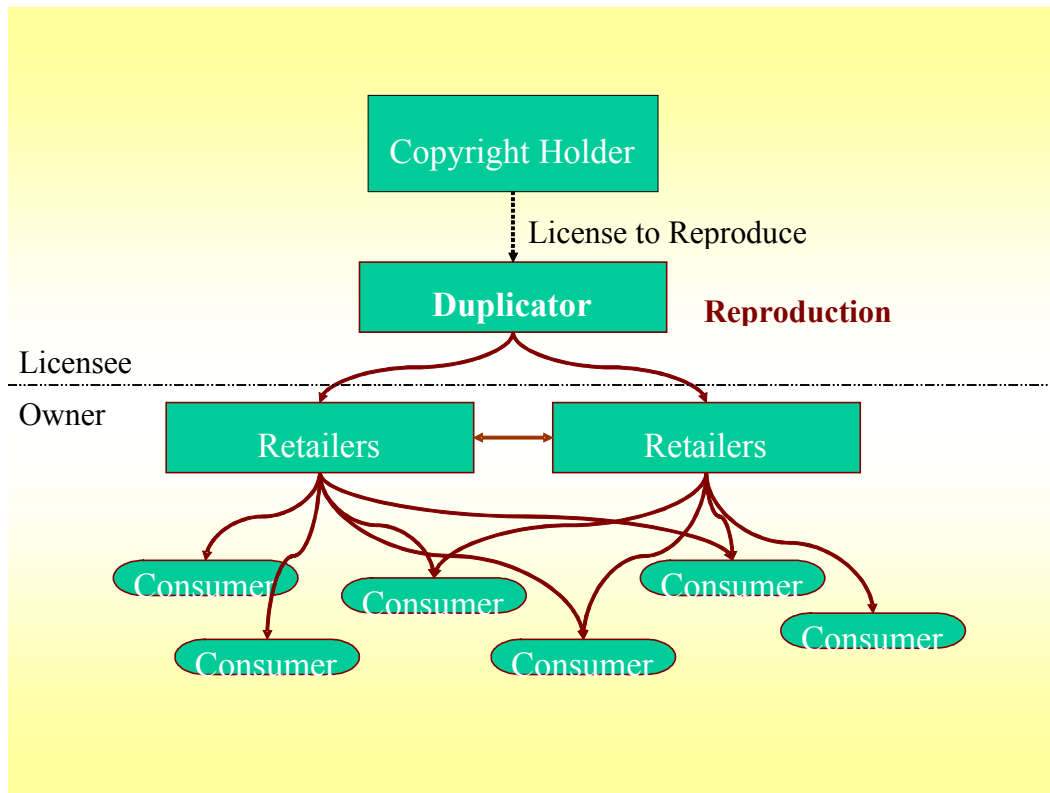 Copyright Holder
License to Reproduce
Duplicator
Reproduction
Licensee
Owner
Retailers
Retailers
Consumer
Consumer
Consumer
Consumer
Consumer
Consumer